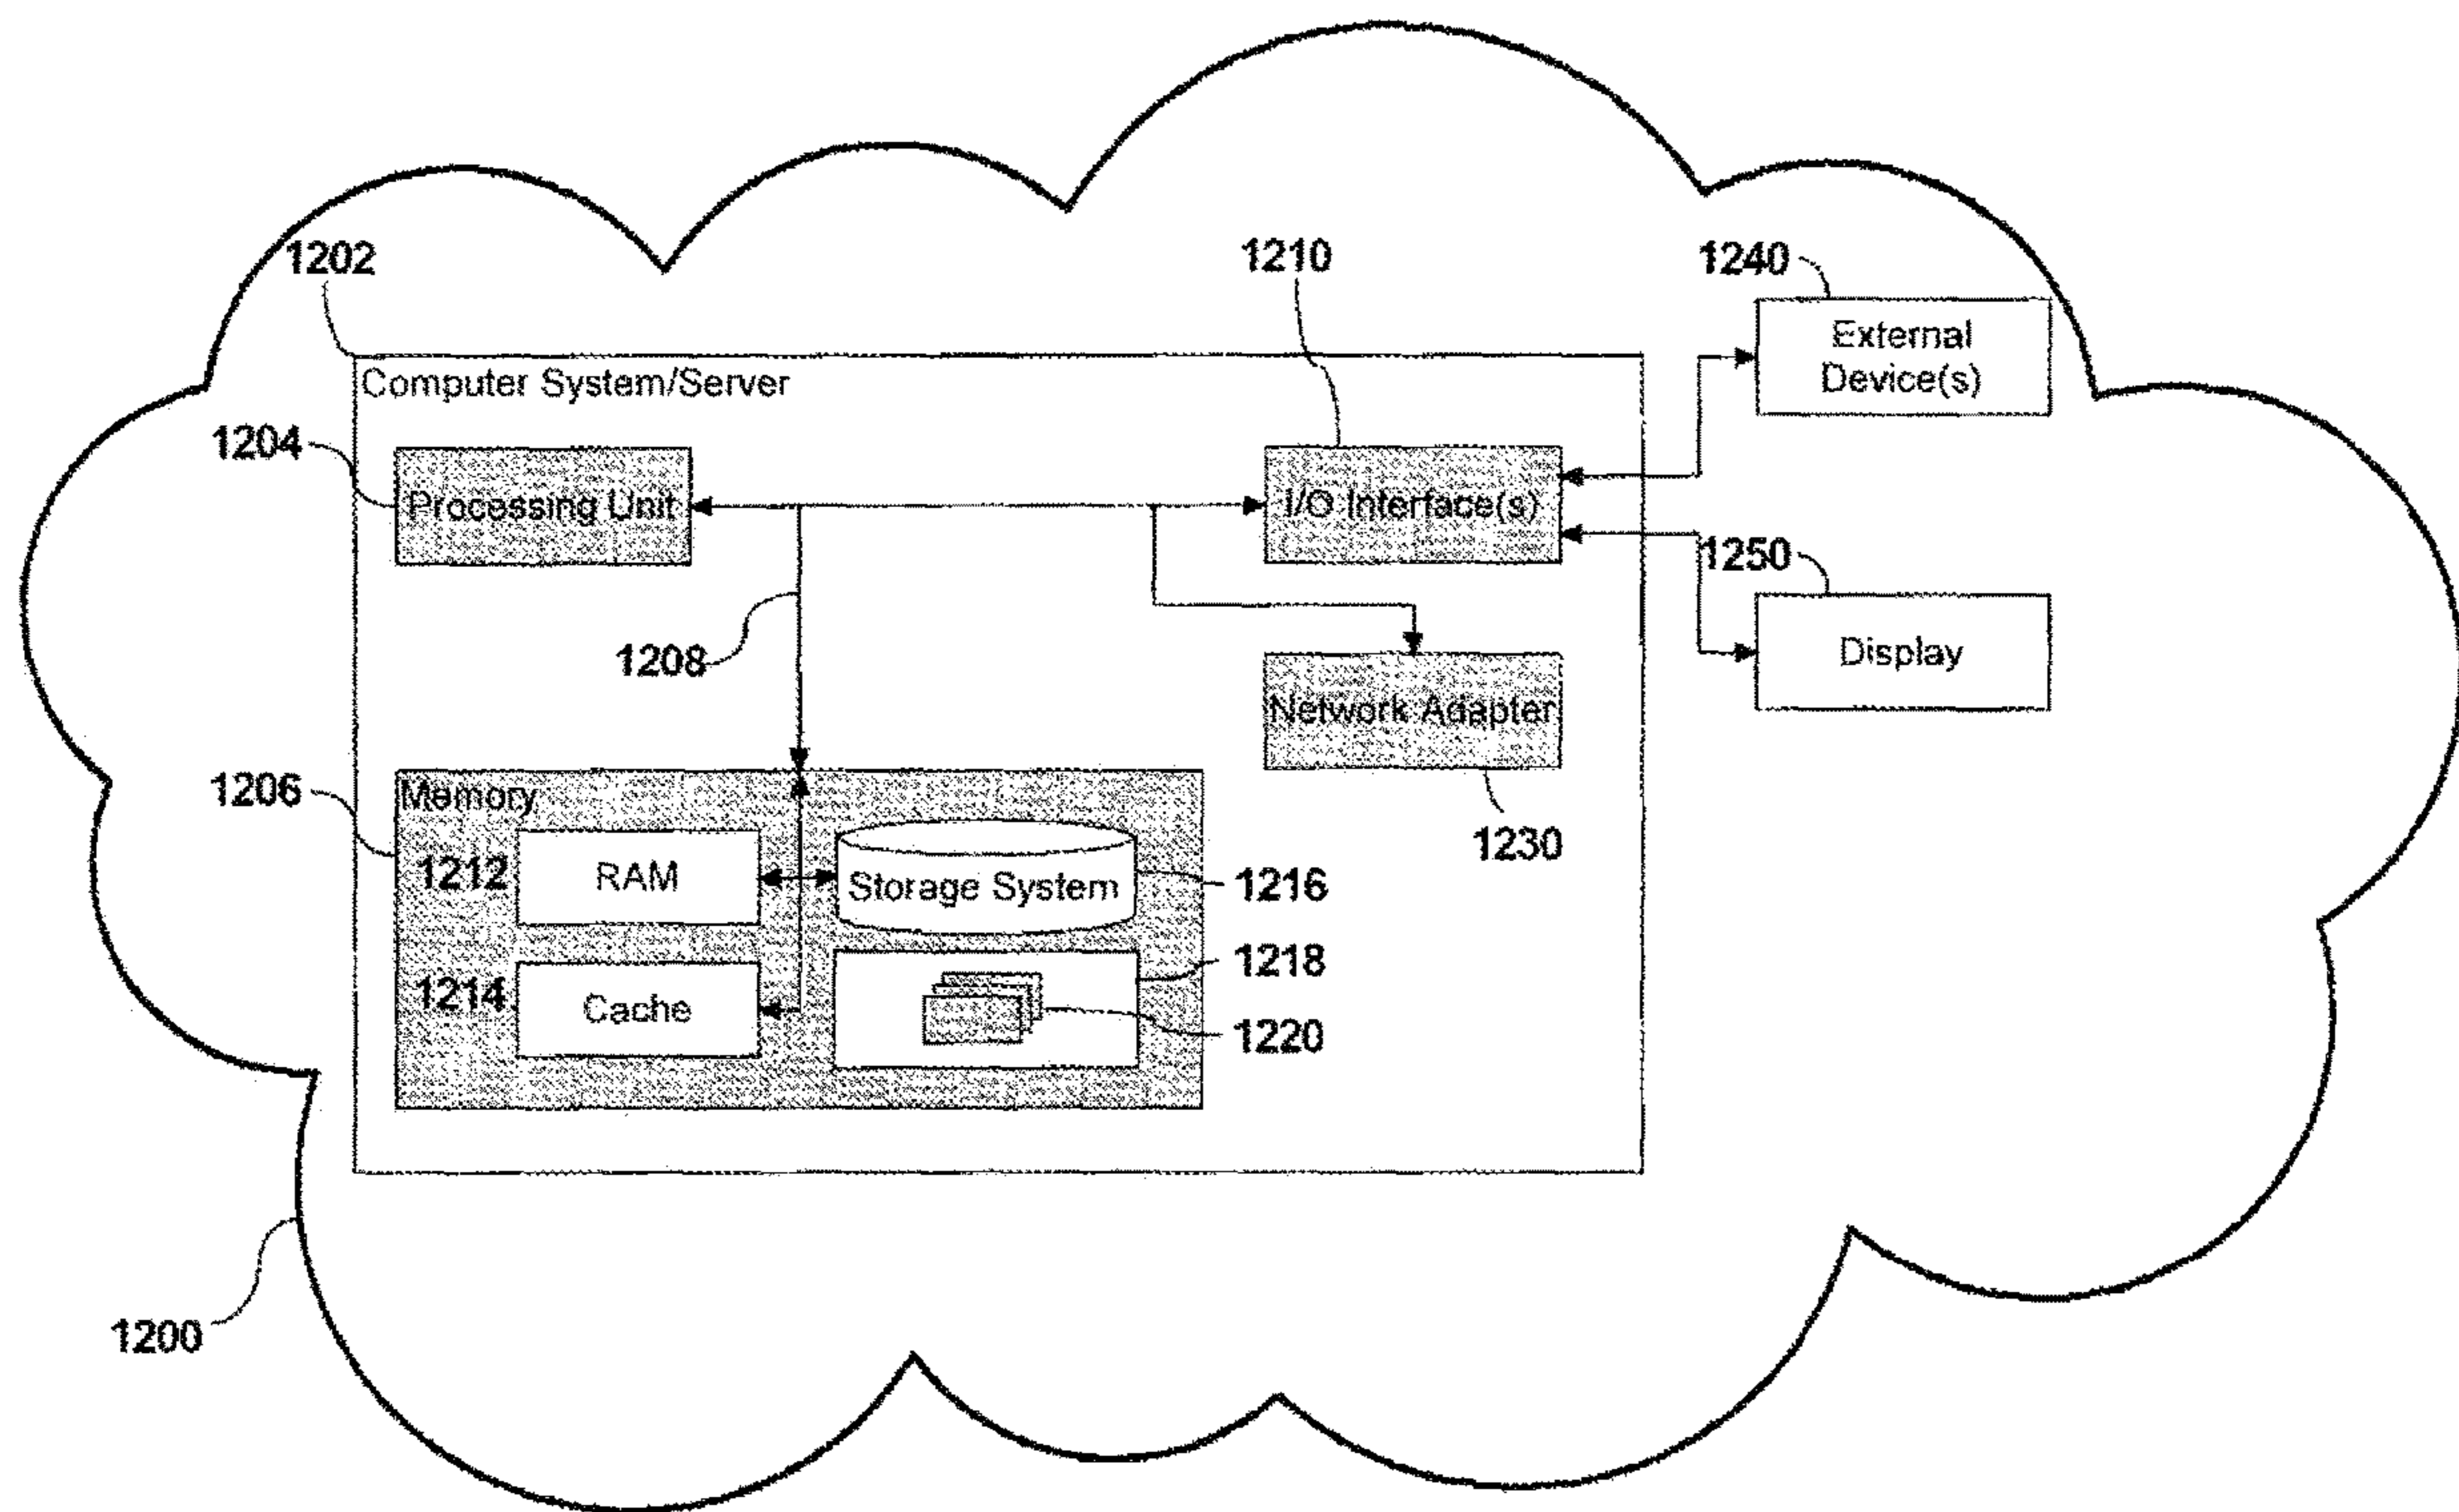 1202
1210
1240
External
Device(s)
Computer System/Server
1204
Processing Unit
I/O Interface(s)
1250
1208
Display
Network Adapter
1206
Memory
1230
1212
RAM
Storage System
1216
1218
1214
Cache
1220
1200